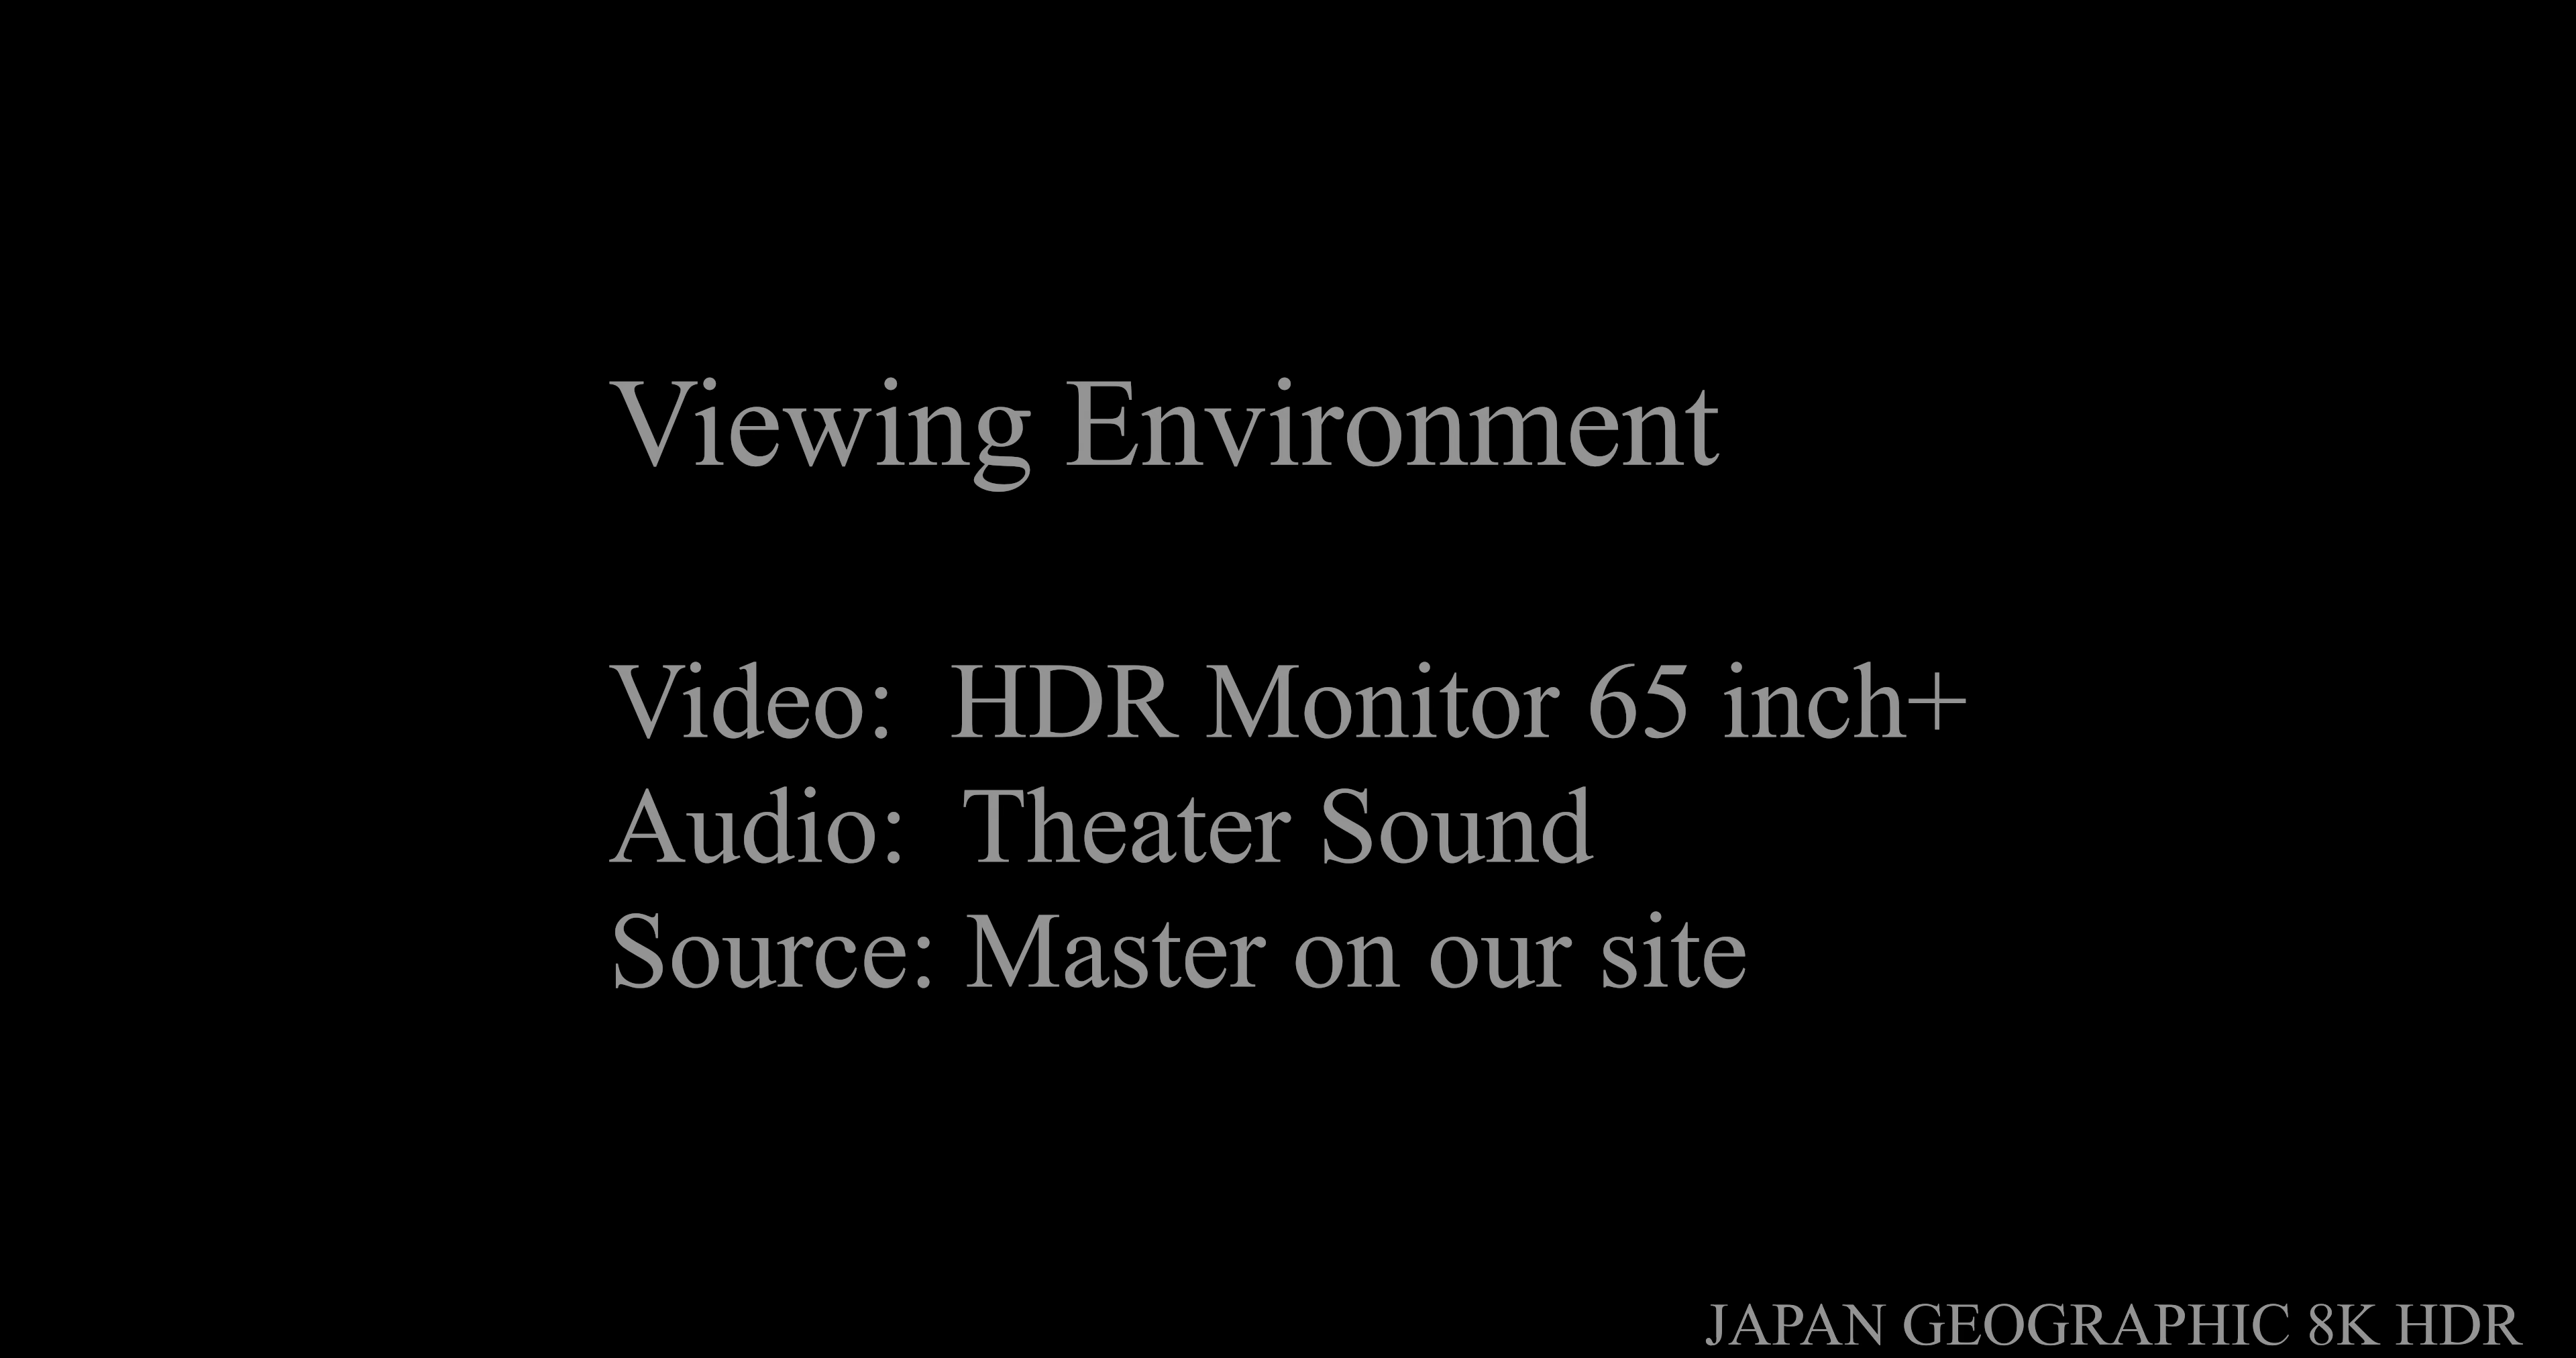 Viewing Environment
Video: HDR Monitor 65 inch+
Audio: Theater Sound
Source: Master on our site
JAPAN GEOGRAPHIC 8K HDR